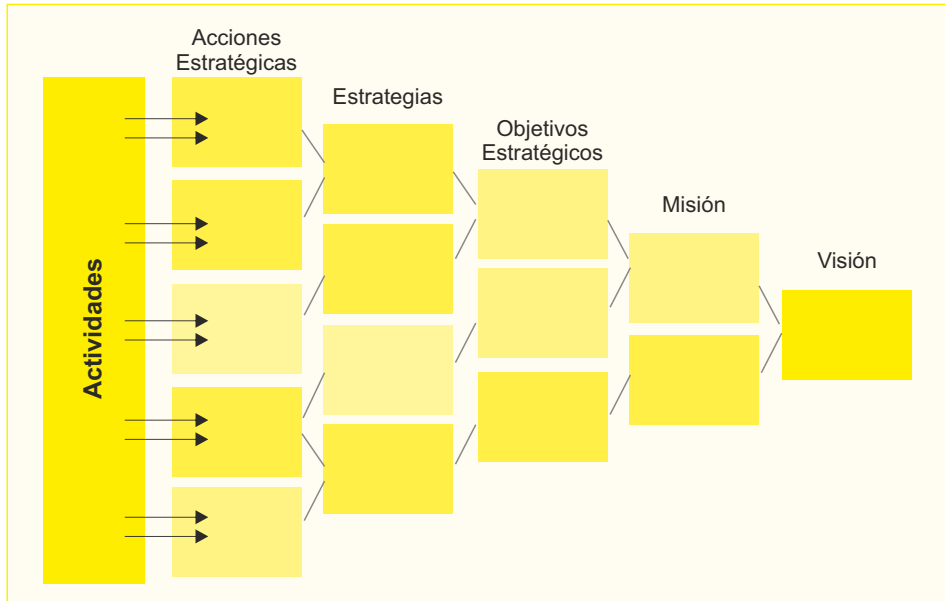 Acciones
Estratégicas
Estrategias
Objetivos
Estratégicos
Misión
Visión
Actividades